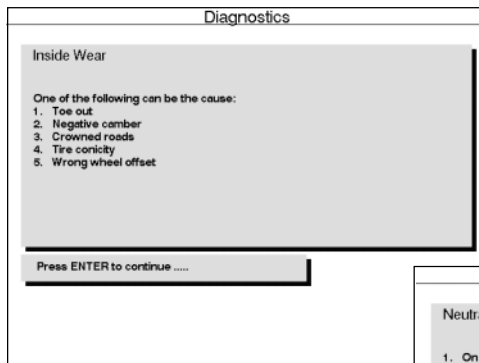 Diagnostics
Inside Wear
One of the following can be the cause:
1. Toe out
2. Negative camber
3. Crowned roads
4. Tire conicity
5. Wrong wheel offset
Press ENTER to continue .....
1. On